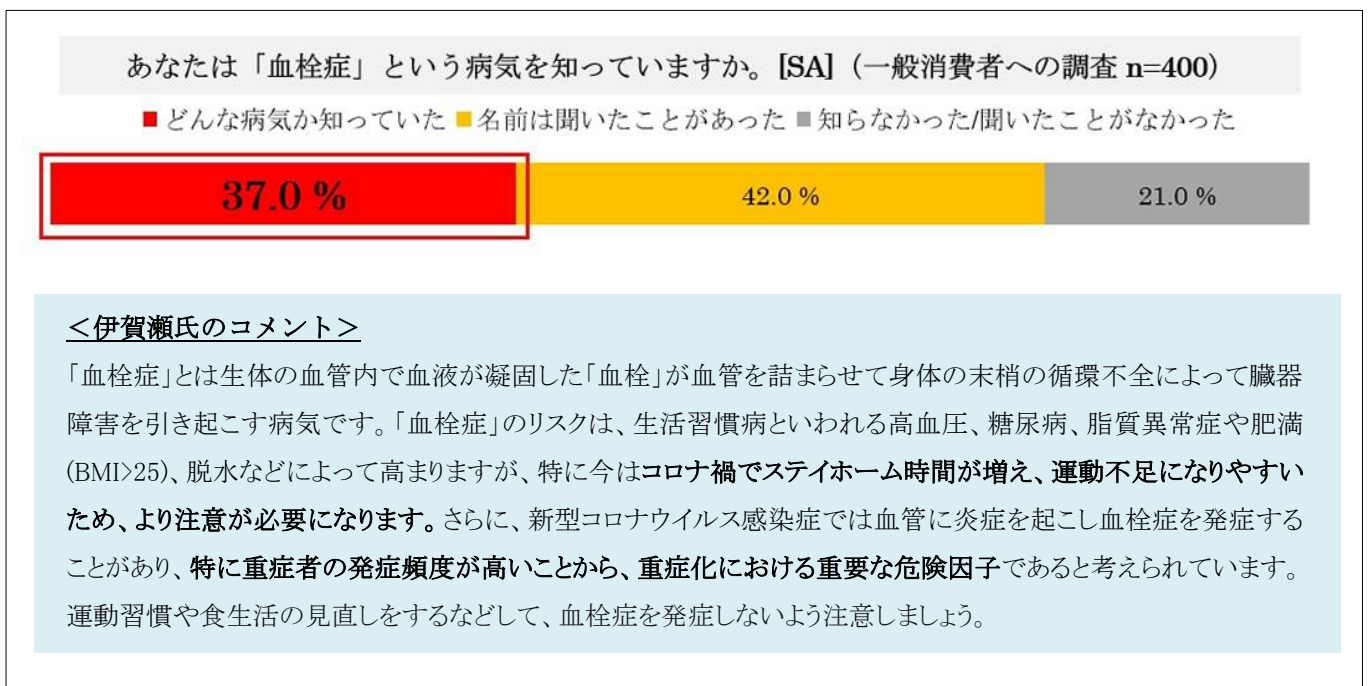 あなたは「血栓症」という病気を知っていますか。[SA]（一般消費者への調査 n=400）
■どんな病気か知っていた ■名前は聞いたことがあった ■知らなかった/聞いたことがなかった
37.0 % 42.0 % 21.0 %
＜伊賀瀬氏のコメント＞
「血栓症」とは生体の血管内で血液が凝固した「血栓」が血管を詰まらせて身体の末梢の循環不全によって臓器
障害を引き起こす病気です。「血栓症」のリスクは、生活習慣病といわれる高血圧、糖尿病、脂質異常症や肥満
(BMI>25)、脱水などによって高まりますが、特に今はコロナ禍でステイホーム時間が増え、運動不足になりやすい
ため、より注意が必要になります。さらに、新型コロナウイルス感染症では血管に炎症を起こし血栓症を発症する
ことがあり、特に重症者の発症頻度が高いことから、重症化における重要な危険因子であると考えられています。
運動習慣や食生活の見直しをするなどして、血栓症を発症しないよう注意しましょう。